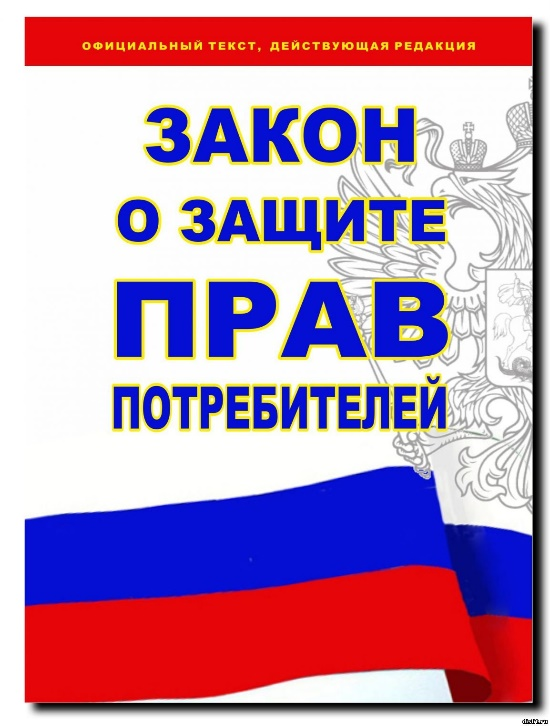 ОФИЦИАЛЬНЫЙ ТЕКСТ, ДЕЙСТВУЮЩАЯ РЕДАКЦИЯ
ЗАКОН
О ЗАЩИТЕ
ПРАВ
ПОТРЕБИТЕЛЕЙ